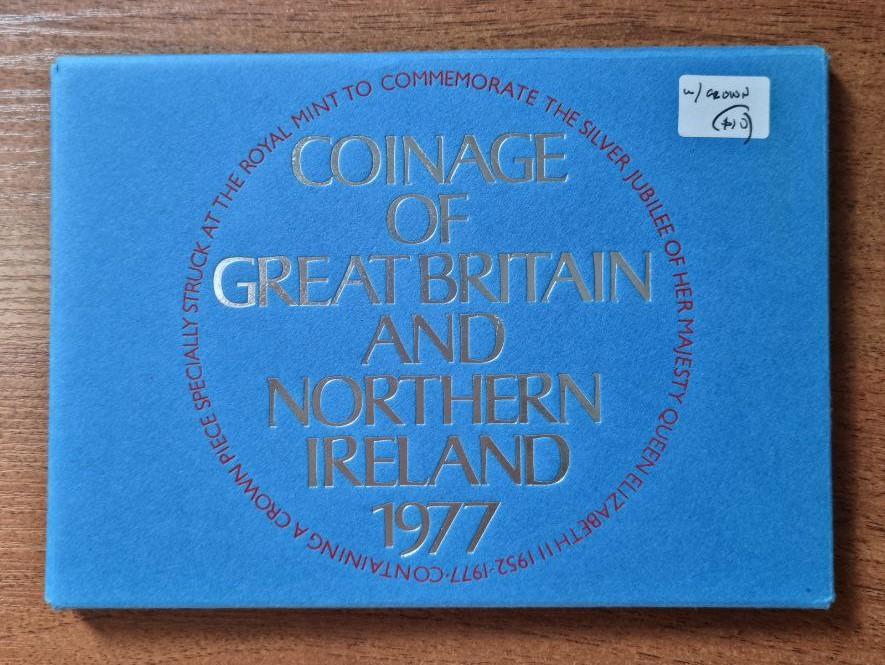 COINAGE
OF
GREAT BRITAIN
AND
NORTHERN
IRELAND
1977
CONTAINING A CROWN PIECE SPECIALLY STRUCK AT THE ROYAL MINT TO COMMEMORATE THE SILVER JUBILEE OF HER MAJESTY QUEEN ELIZABETH II 1952-1977·
w/ CROWN